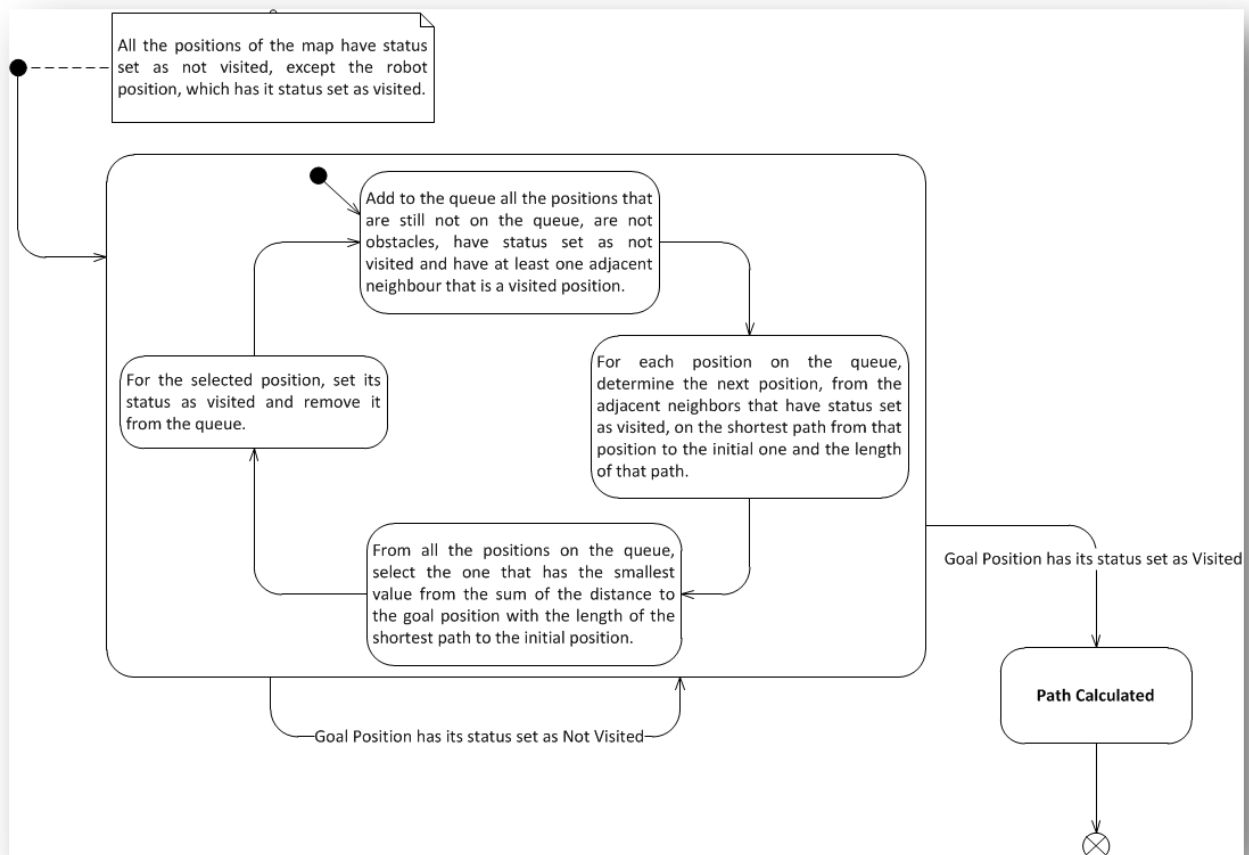 All the positions of the map have status
set as not visited, except the robot
position, which has it status set as visited.
Add to the queue all the positions
that are still not on the queue, are not
obstacles, have status set as not
visited and have at least one adjacent
neighbour that is a visited position.
For each position on the queue,
determine the next position, from the
adjacent neighbors that have status set
as visited, on the shortest path from that
position to the initial one and the length
of that path.
For the selected position, set its
status as visited and remove it
from the queue.
From all the positions on the queue,
select the one that has the smallest
value from the sum of the distance to
the goal position with the length of the
shortest path to the initial position.
Goal Position has its status set as Visited
Path Calculated
Goal Position has its status set as Not Visited